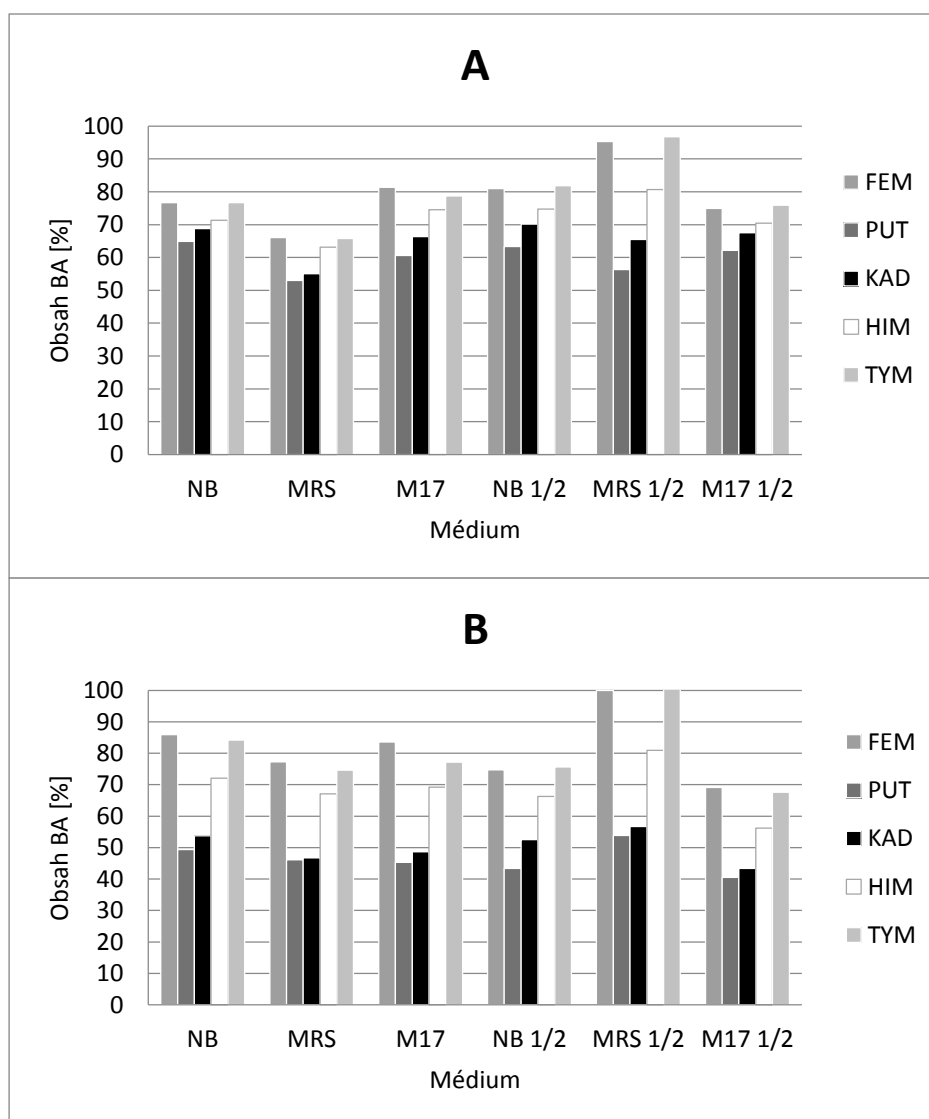 A
100
90
80
70
60
50
40
30
20
10
0
Obsah BA [%]
NB MRS M17 NB 1/2 MRS 1/2 M17 1/2
Médium
FEM
PUT
KAD
HIM
TYM
B
100
90
80
70
60
50
40
30
20
10
0
Obsah BA [%]
NB MRS M17 NB 1/2 MRS 1/2 M17 1/2
Médium
FEM
PUT
KAD
HIM
TYM